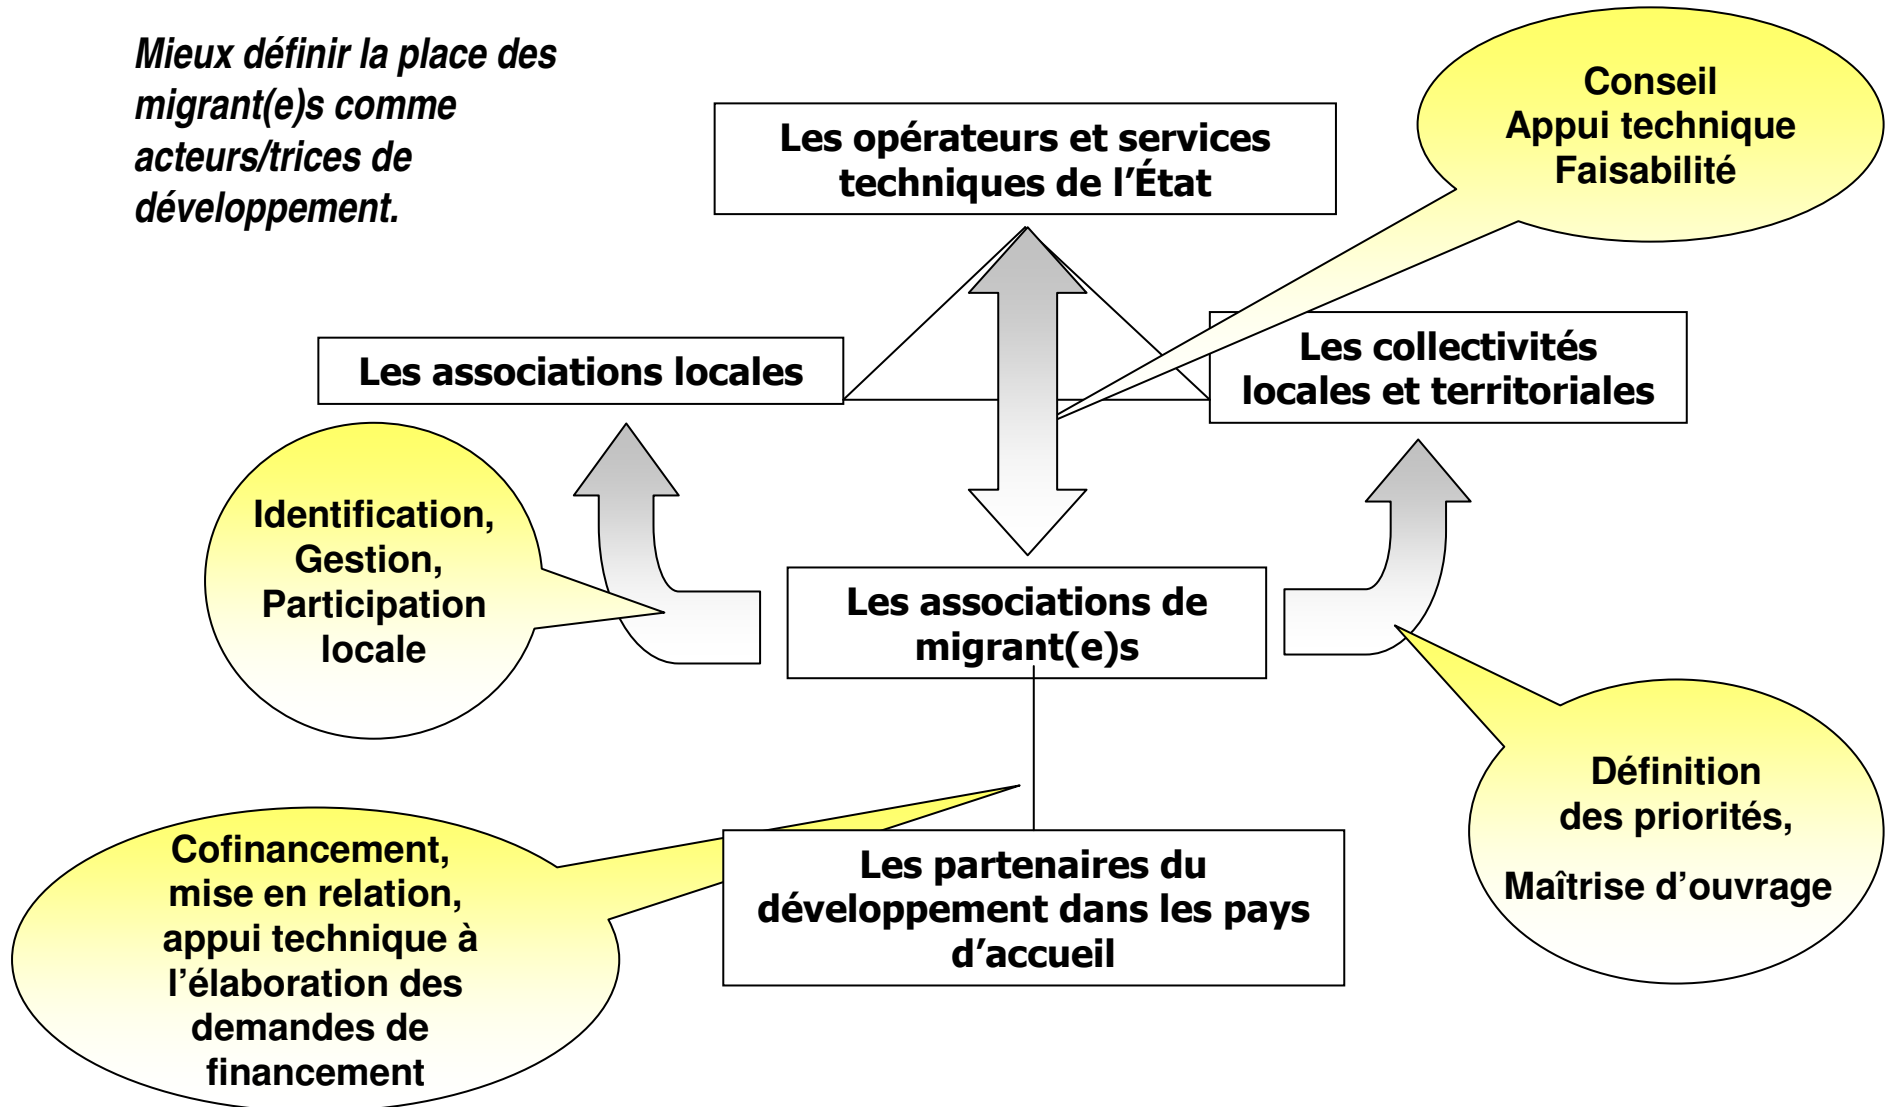 Mieux définir la place des
migrant(e)s comme
acteurs/trices de
développement.
Les opérateurs et services
techniques de l’État
Conseil
Appui technique
Faisabilité
Les associations locales
Les collectivités
locales et territoriales
Identification,
Gestion,
Participation
locale
Les associations de
migrant(e)s
Définition
des priorités,
Maîtrise d’ouvrage
Cofinancement,
mise en relation,
appui technique à
l’élaboration des
demandes de
financement
Les partenaires du
développement dans les pays
d’accueil